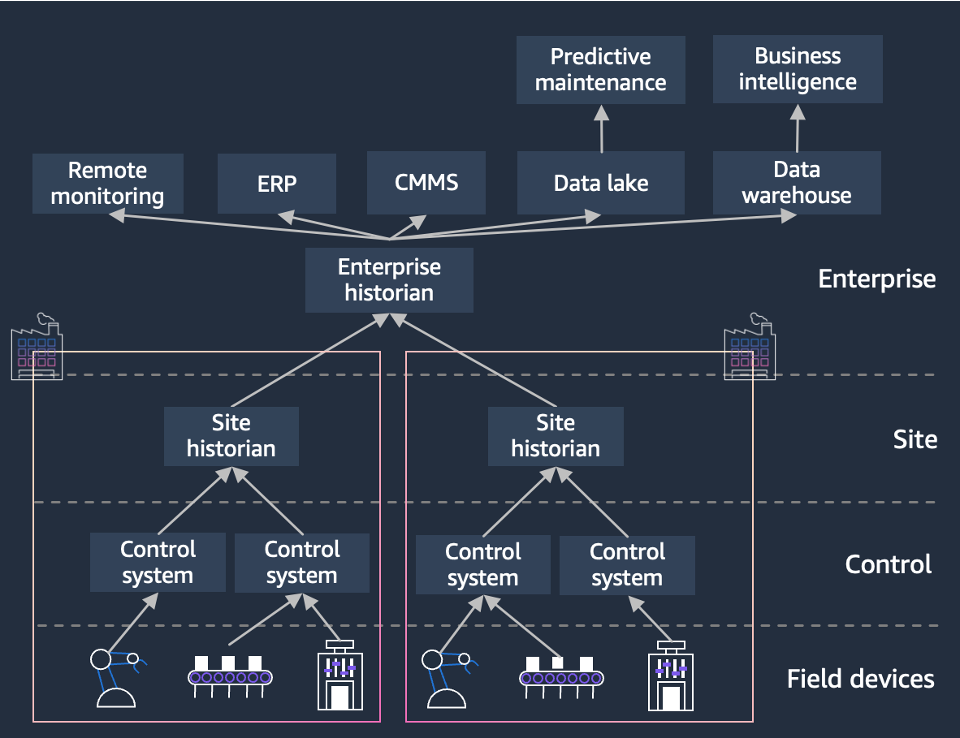 Predictive
maintenance
Business
intelligence
Remote
monitoring
ERP
CMMS
Data lake
Data
warehouse
Enterprise
historian
Enterprise
Site
historian
Site
historian
Site
Control
system
Control
system
Control
system
Control
system
Control
Field devices